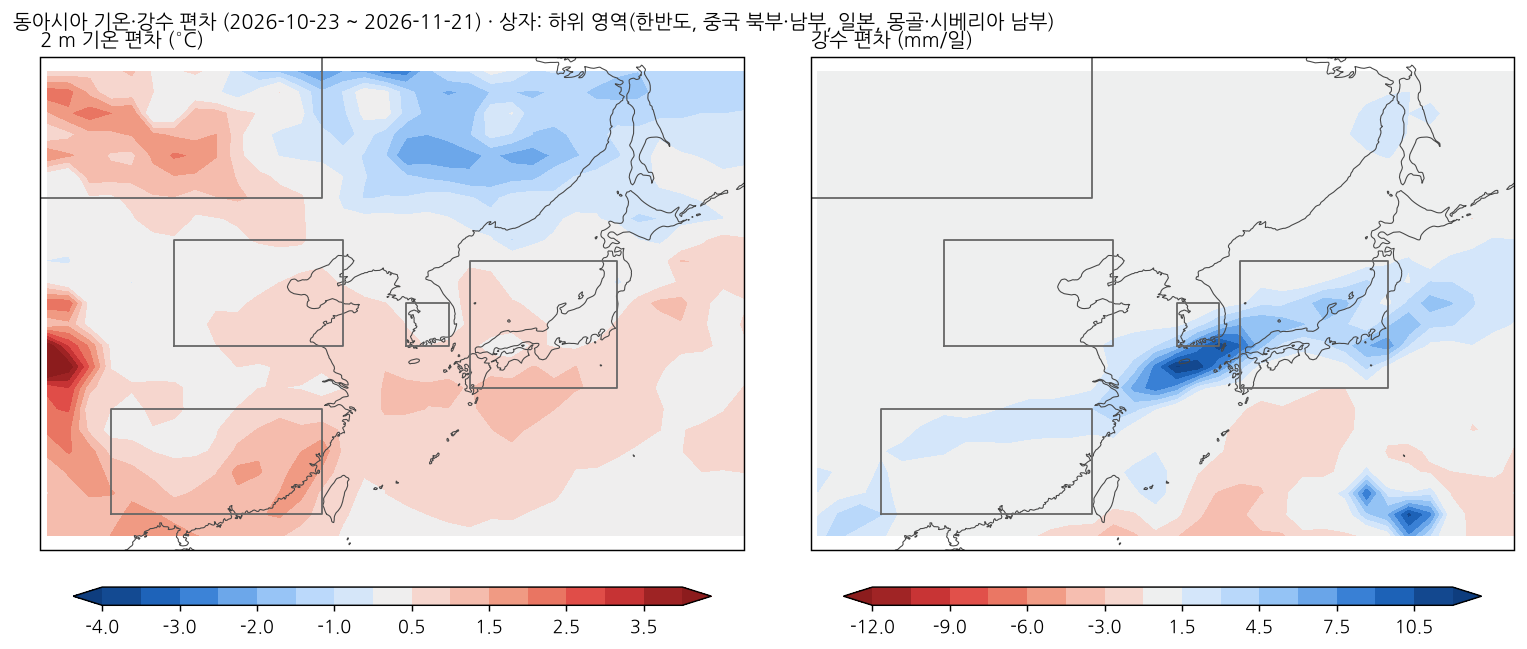 동아시아 기온·강수 편차 (2026-10-23 ~ 2026-11-21) · 상자: 하위 영역(한반도, 중국 북부·남부, 일본, 몽골·시베리아 남부)
2 m 기온 편차 (°C)
강수 편차 (mm/일)
-4.0 -3.0 -2.0 -1.0 0.5 1.5 2.5 3.5
-12.0 -9.0 -6.0 -3.0 1.5 4.5 7.5 10.5